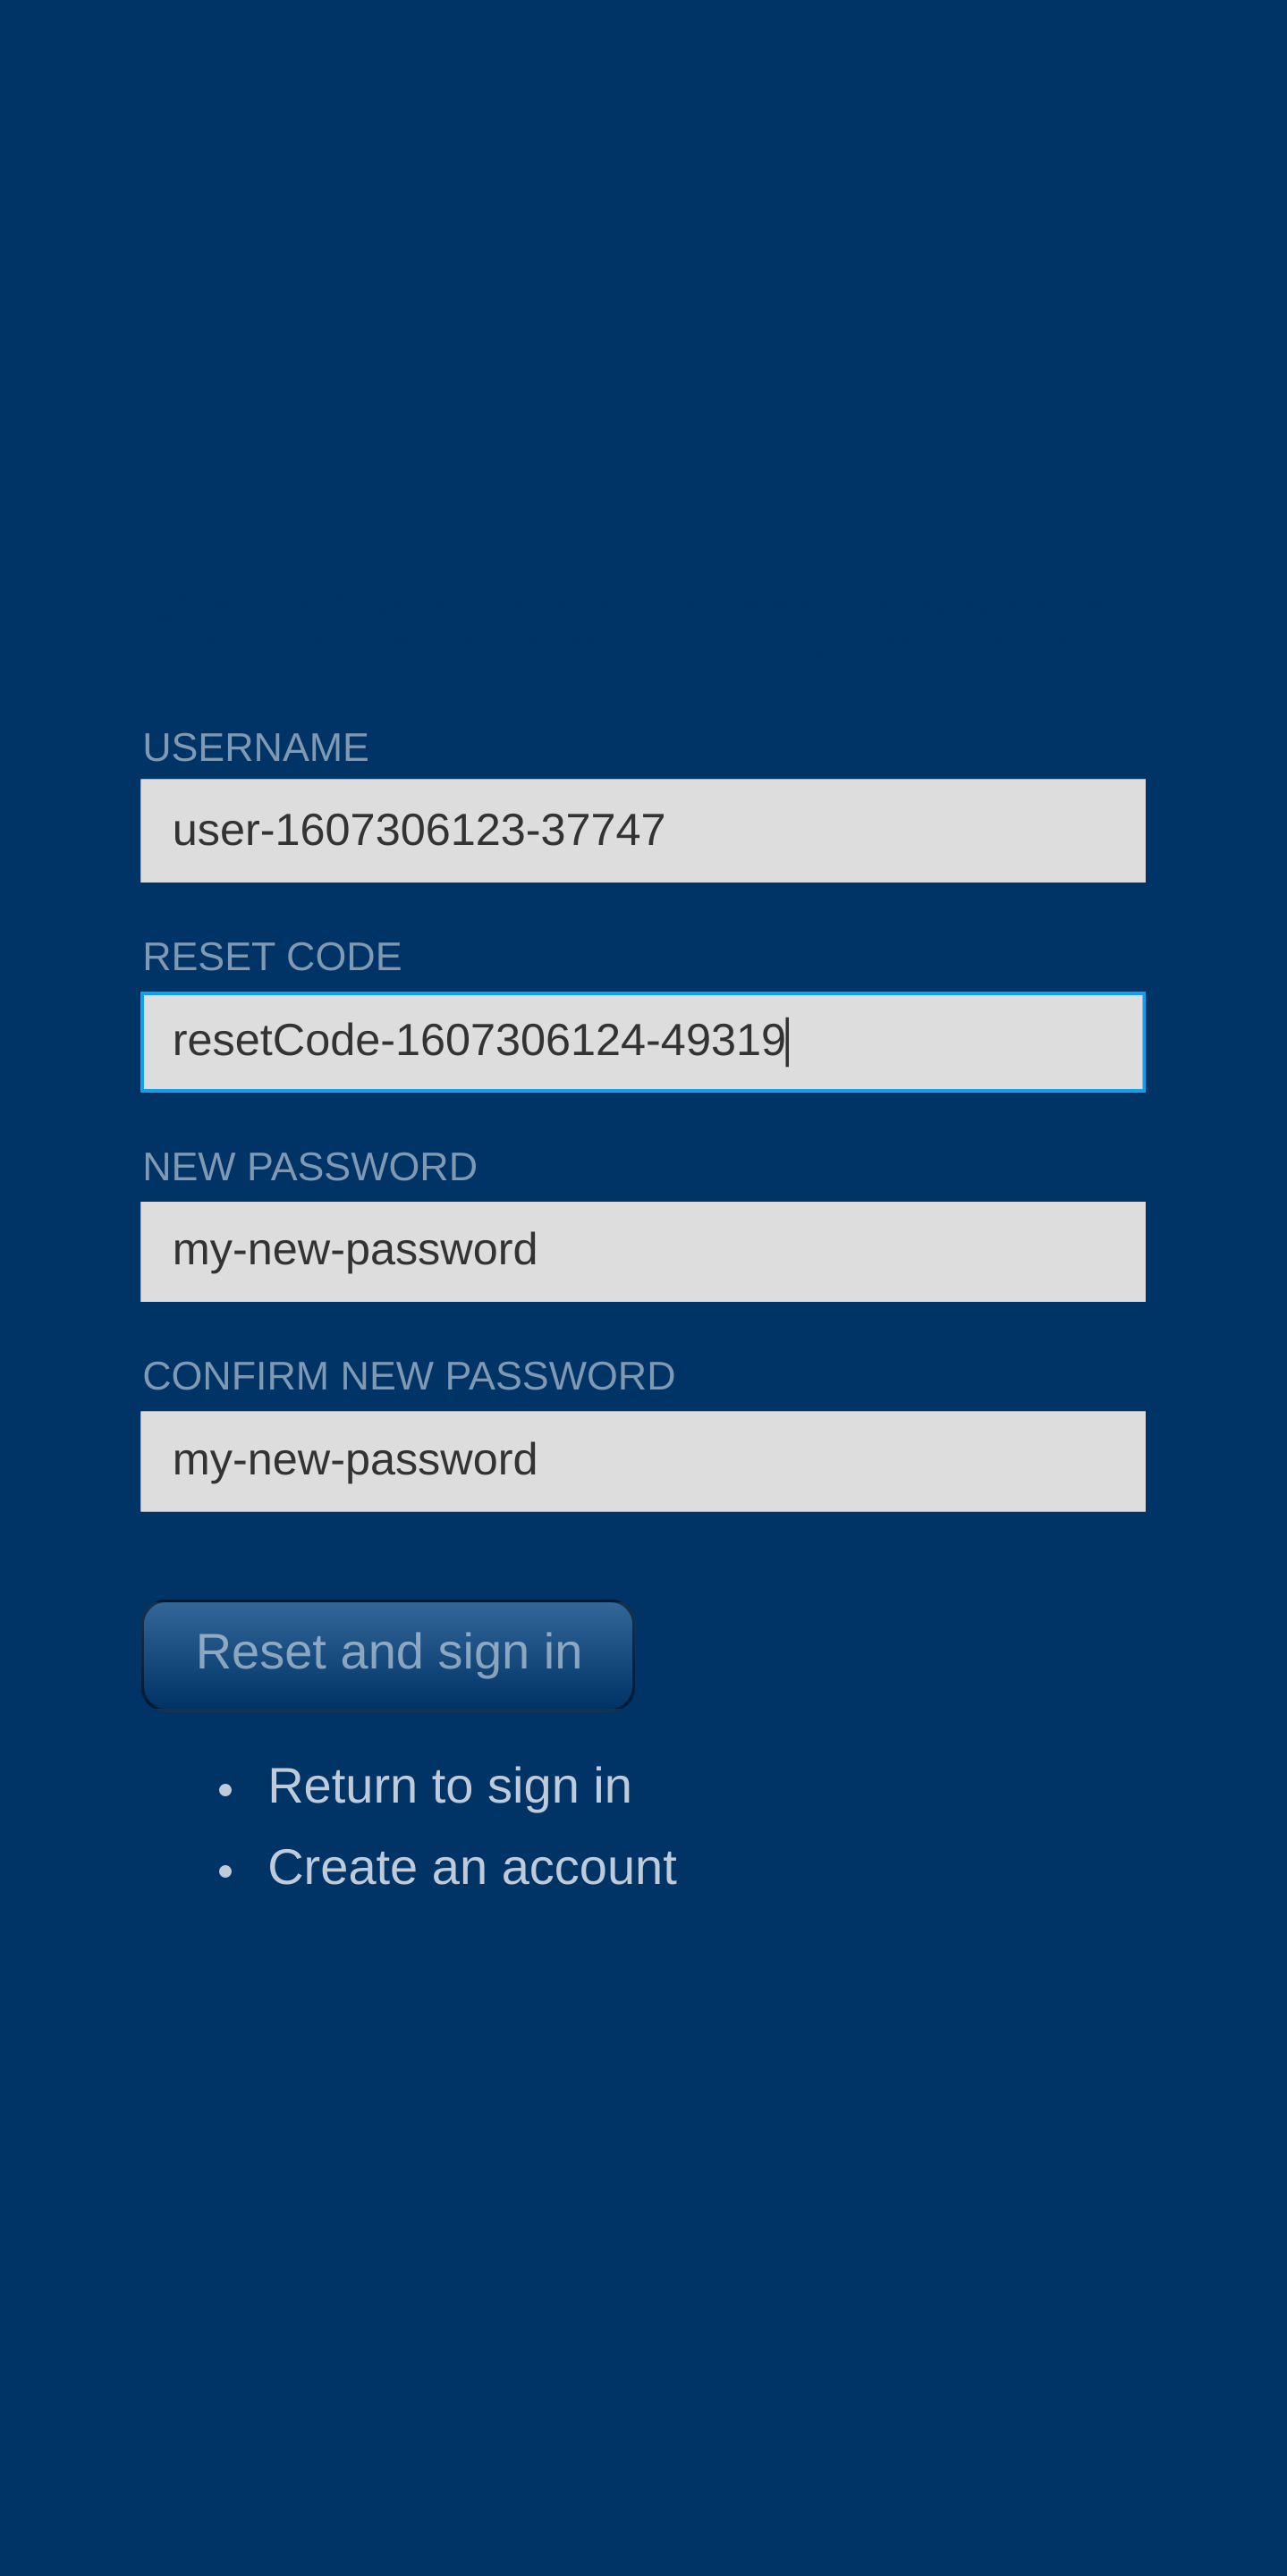 USERNAME
user-1607306123-37747
RESET CODE
resetCode-1607306124-49319
NEW PASSWORD
my-new-password
CONFIRM NEW PASSWORD
my-new-password
Reset and sign in
• Return to sign in
• Create an account